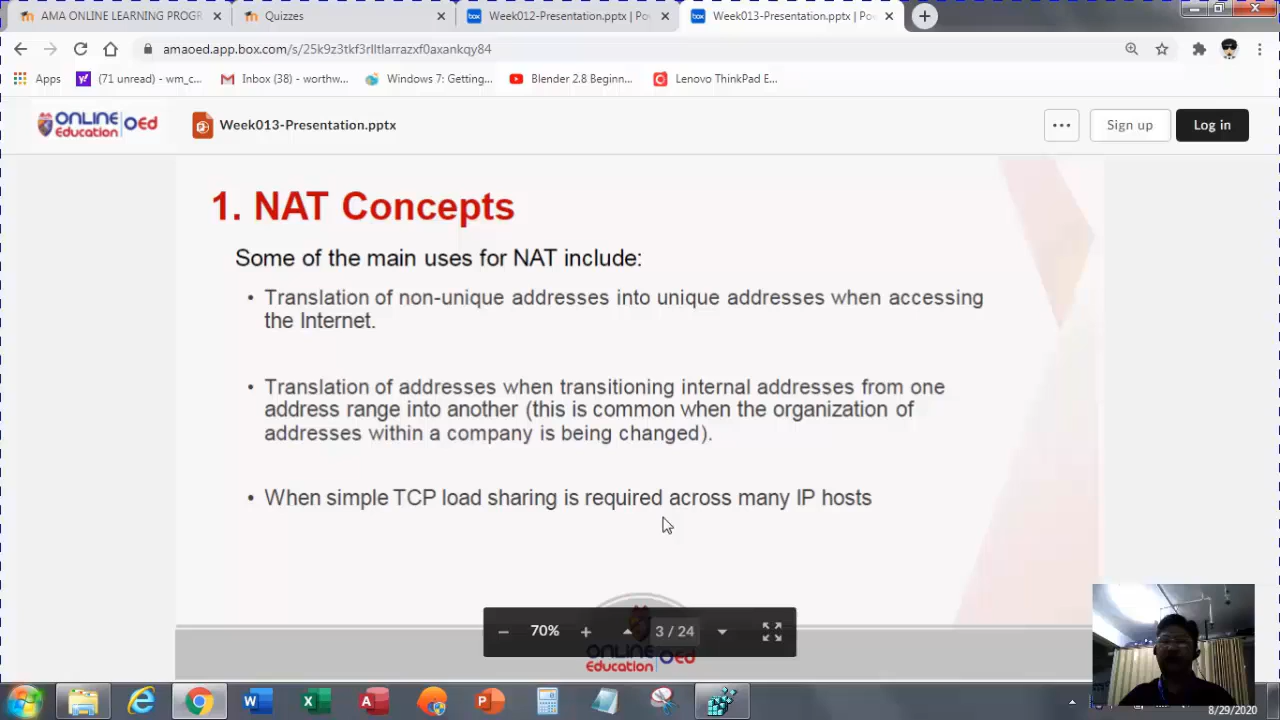 AMA ONLINE LEARNING PROGR
Quizzes
Week012-Presentation.pptx | Po
Week013-Presentation.pptx | Po
amaoed.app.box.com/s/25k9z3tkf3rlltlarrazxf0axankqy84
Apps
(71 unread) - wm_c...
Inbox (38) - worthw...
Windows 7: Getting...
Blender 2.8 Beginn...
Lenovo ThinkPad E...
ONLINE
Education
oEd
Week013-Presentation.pptx
Sign up
Log in
1. NAT Concepts
Some of the main uses for NAT include:
• Translation of non-unique addresses into unique addresses when accessing
the Internet.
• Translation of addresses when transitioning internal addresses from one
address range into another (this is common when the organization of
addresses within a company is being changed).
• When simple TCP load sharing is required across many IP hosts
70%
3 / 24
ONLINE
Education
oEd
8/29/2020